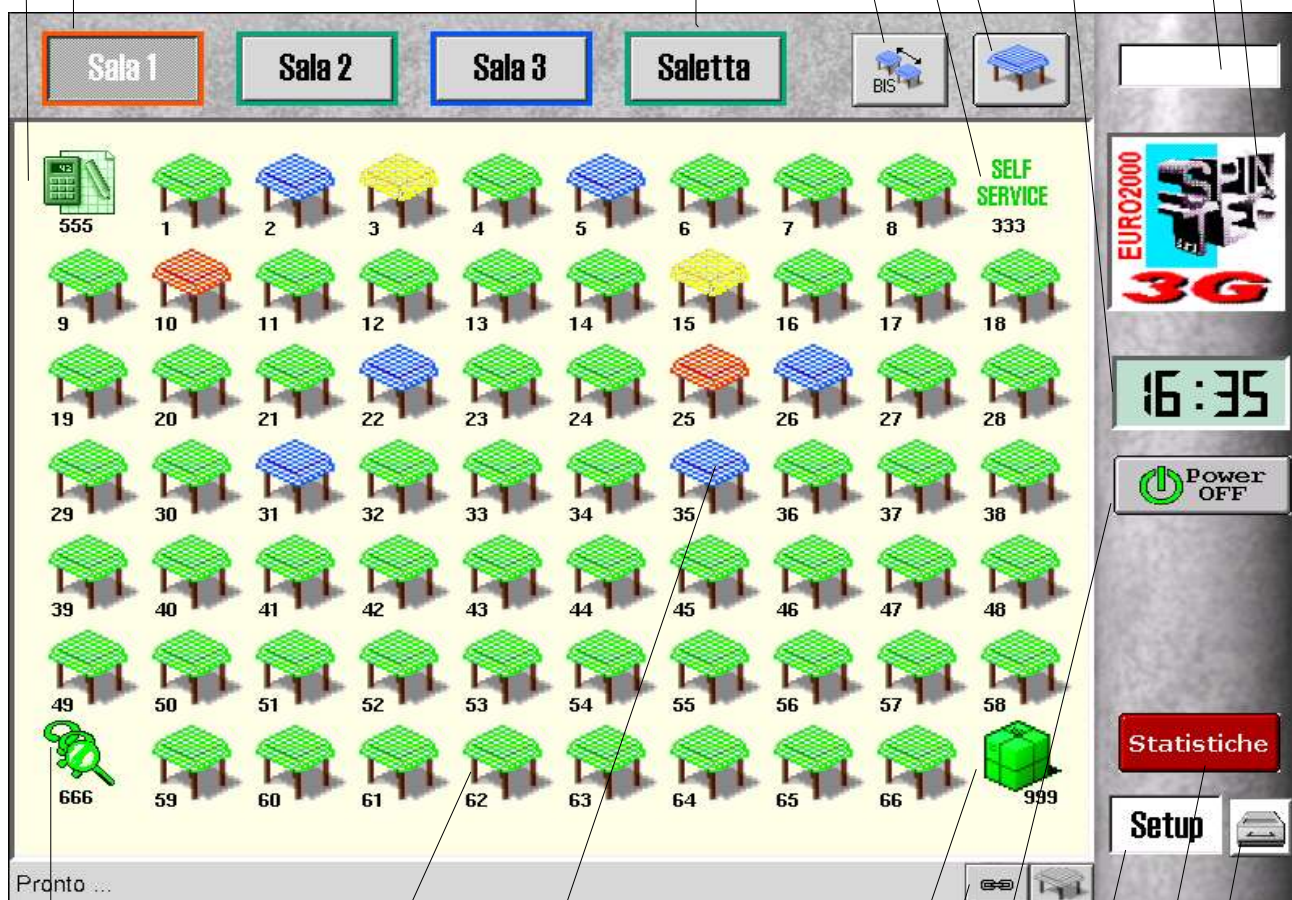 Sala 1 Sala 2 Sala 3 Saletta BIS
SELF
SERVICE
555 1 2 3 4 5 6 7 8 333
9 10 11 12 13 14 15 16 17 18
19 20 21 22 23 24 25 26 27 28
29 30 31 32 33 34 35 36 37 38
39 40 41 42 43 44 45 46 47 48
49 50 51 52 53 54 55 56 57 58
666 59 60 61 62 63 64 65 66 999
Pronto ...
EURO2000
SPIN
TEL
3G
16:35
Power
OFF
Statistiche
Setup